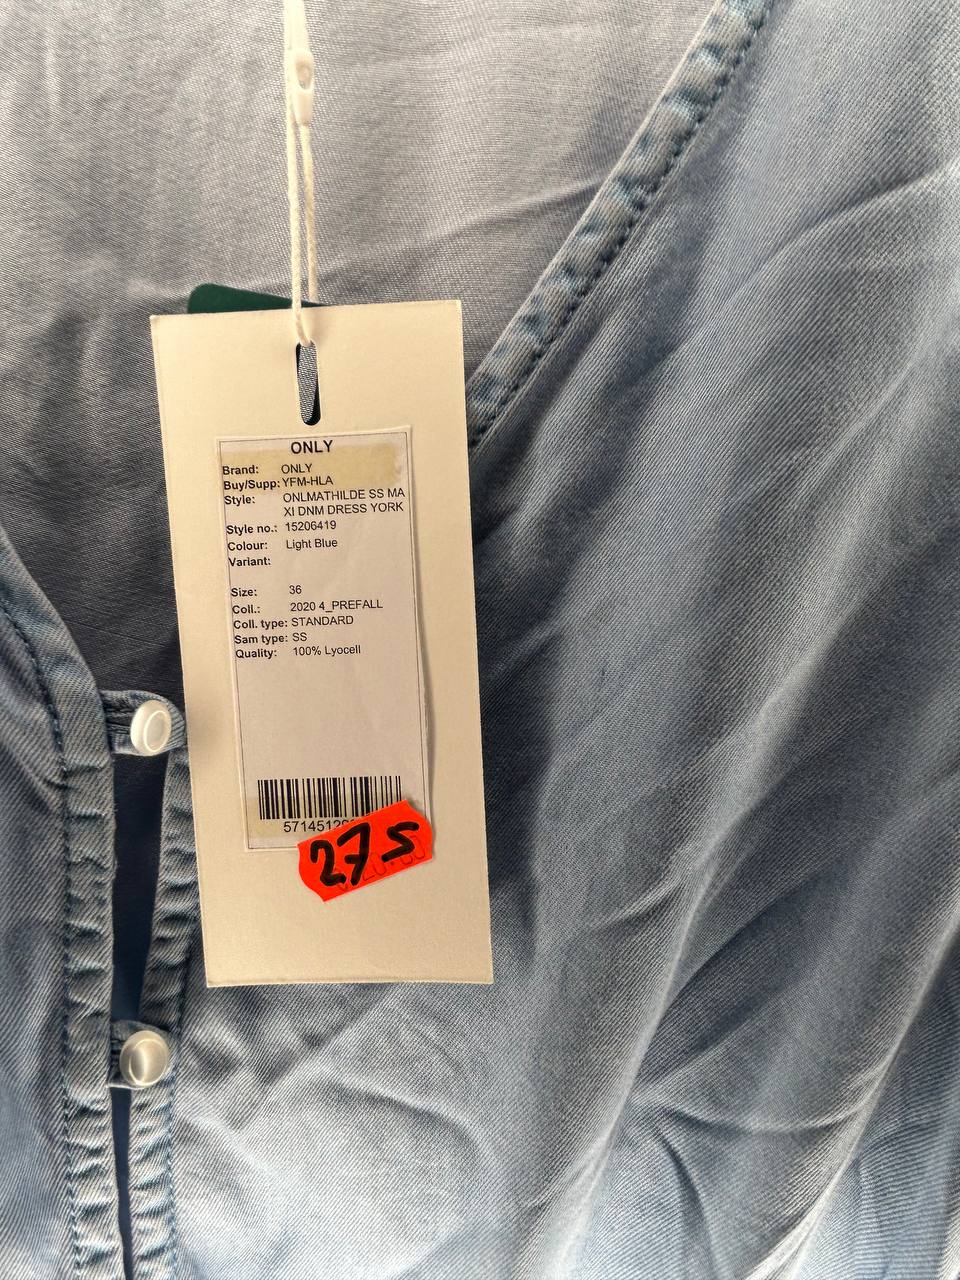 ONLY
Brand: ONLY
Buy/Supp: YFM-HLA
Style: ONLMATHILDE SS MA
XI DNM DRESS YORK
Style no.: 15206419
Colour: Light Blue
Variant:
Size: 36
Coll.: 2020 4_PREFALL
Coll. type: STANDARD
Sam type: SS
Quality: 100% Lyocell
27.5